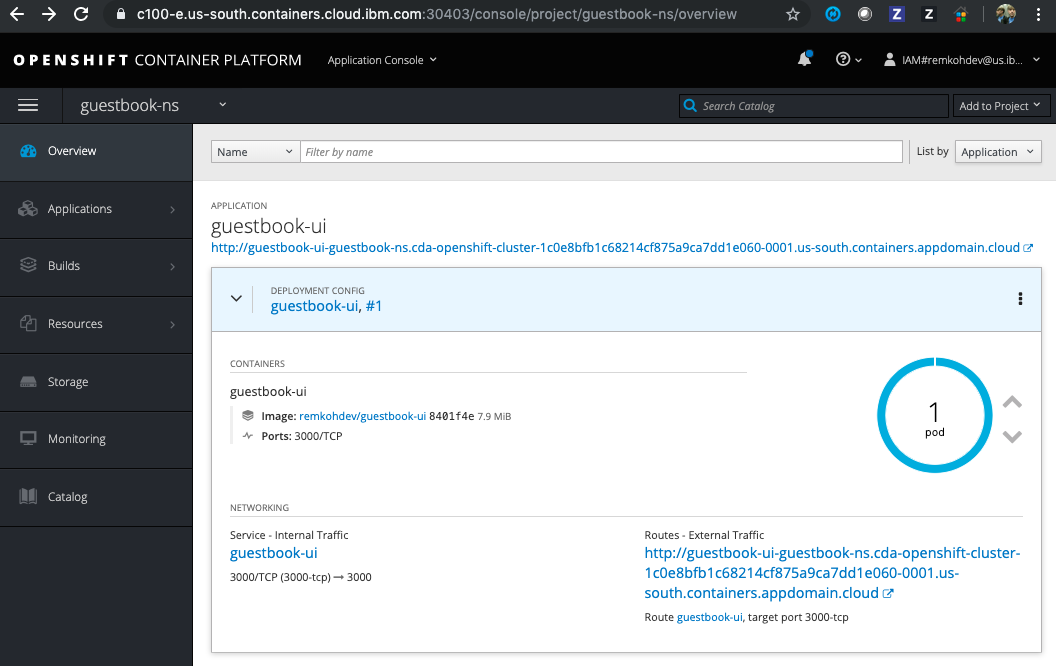 c100-e.us-south.containers.cloud.ibm.com:30403/console/project/guestbook-ns/overview
Z
Z
OPENSHIFT CONTAINER PLATFORM
Application Console
IAM#remkohdev@us.ib...
guestbook-ns
Search Catalog
Add to Project
Overview
Applications
Builds
Resources
Storage
Monitoring
Catalog
Name
Filter by name
List by
Application
APPLICATION
guestbook-ui
http://guestbook-ui-guestbook-ns.cda-openshift-cluster-1c0e8bfb1c68214cf875a9ca7dd1e060-0001.us-south.containers.appdomain.cloud
DEPLOYMENT CONFIG
guestbook-ui, #1
CONTAINERS
guestbook-ui
Image: remkohdev/guestbook-ui 8401f4e 7.9 MiB
Ports: 3000/TCP
1
pod
NETWORKING
Service - Internal Traffic
guestbook-ui
3000/TCP (3000-tcp) → 3000
Routes - External Traffic
http://guestbook-ui-guestbook-ns.cda-openshift-cluster-
1c0e8bfb1c68214cf875a9ca7dd1e060-0001.us-
south.containers.appdomain.cloud
Route guestbook-ui, target port 3000-tcp